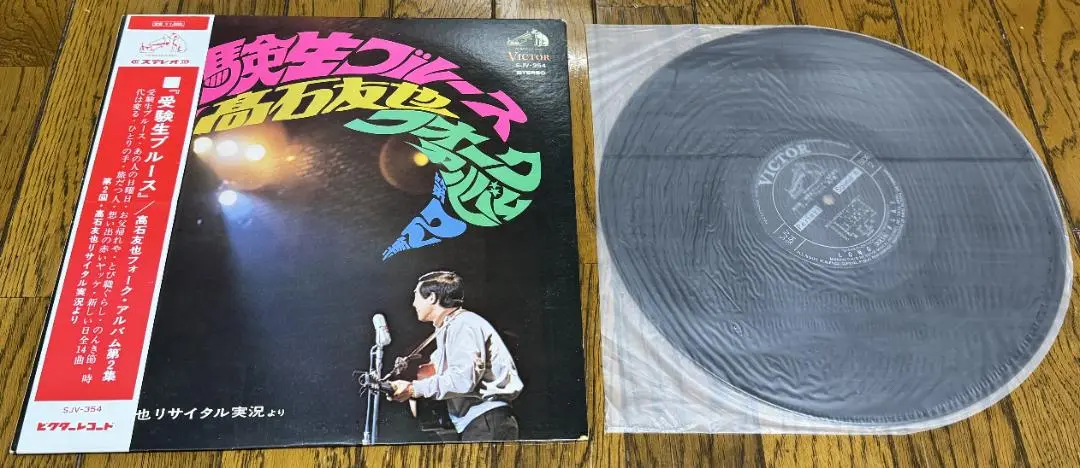 ステレオ
■『受験生ブルース』/高石友也フォーク・アルバム第2集
受験生ブルース・あの人の日曜日・お父帰れや・とび職ぐらし・のんき節・時
代は変る・ひとりの手・旅だつ人・想い出の赤いヤッケ・新しい日 全14曲
第2回・高石友也リサイタル実況より
SJV-354
ビクターレコード
験生ブルース
高石友也
フォーク
アルバム
第2集
VICTOR
SJV-354
STEREO
也リサイタル実況より
VICTOR